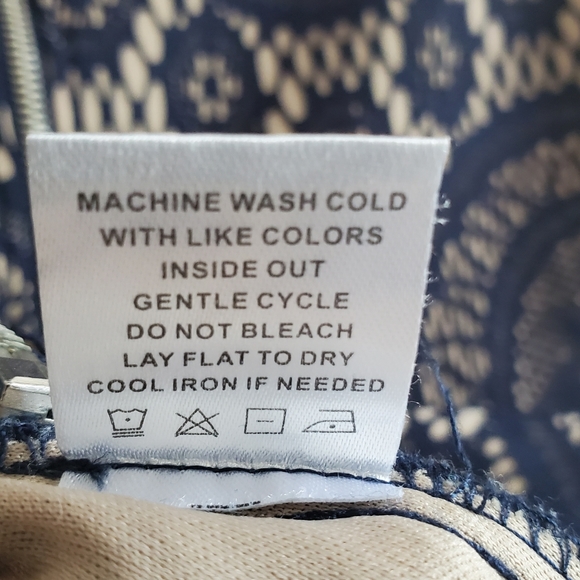 MACHINE WASH COLD
WITH LIKE COLORS
INSIDE OUT
GENTLE CYCLE
DO NOT BLEACH
LAY FLAT TO DRY
COOL IRON IF NEEDED